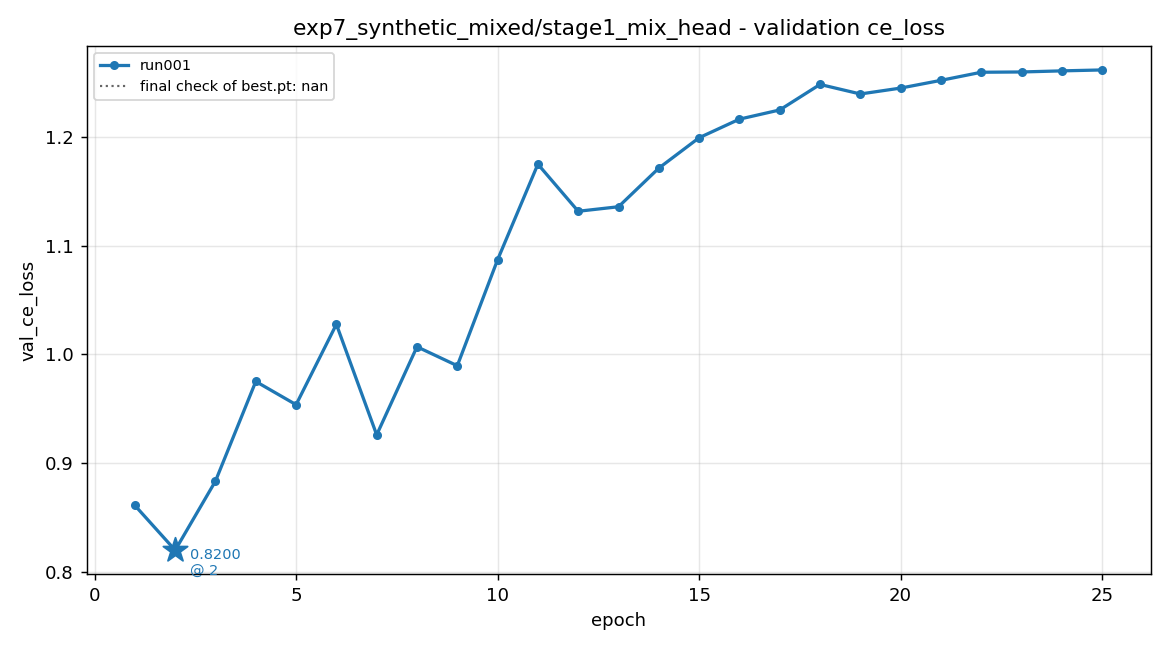 exp7_synthetic_mixed/stage1_mix_head - validation ce_loss
run001
final check of best.pt: nan
val_ce_loss
1.2
1.1
1.0
0.9
0.8
0.8200
@ 2
0
5
10
15
20
25
epoch